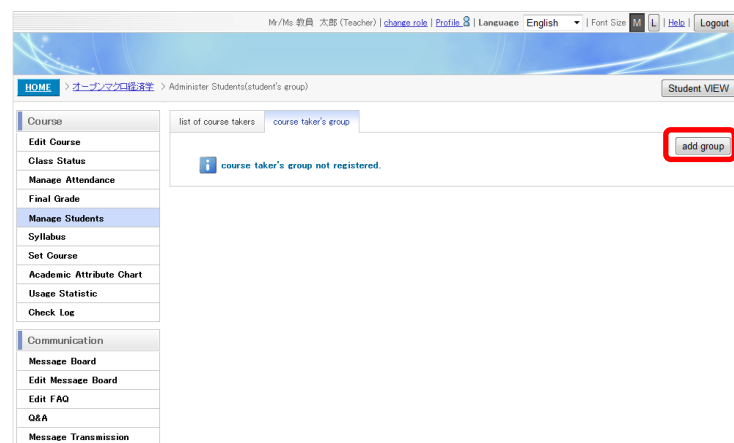 Mr/Ms 教員 太郎 (Teacher) | change role | Profile | Language English | Font Size M L | Help | Logout
HOME > オープンマクロ経済学 > Administer Students(student's group)
Student VIEW
Course
Edit Course
Class Status
Manage Attendance
Final Grade
Manage Students
Syllabus
Set Course
Academic Attribute Chart
Usage Statistic
Check Log
Communication
Message Board
Edit Message Board
Edit FAQ
Q&A
Message Transmission
list of course takers course taker's group
add group
course taker's group not registered.